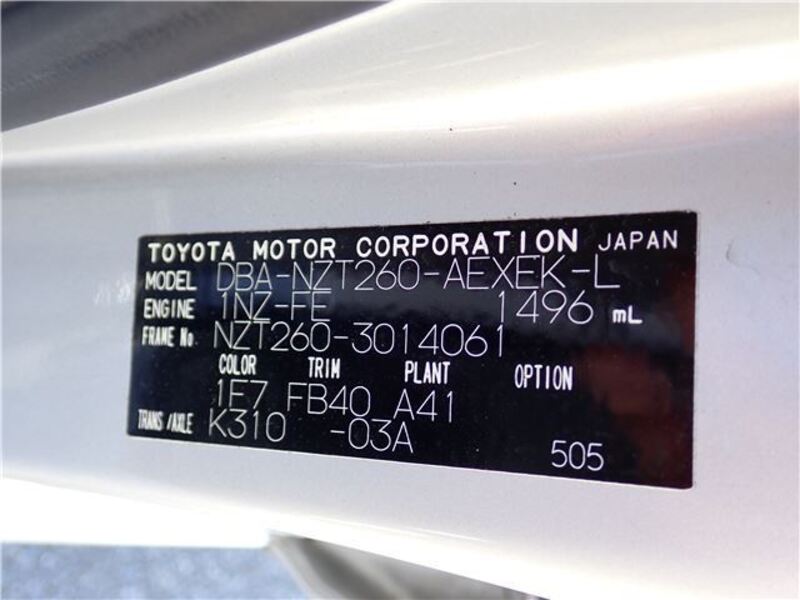 TOYOTA MOTOR CORPORATION JAPAN
MODEL DBA-NZT260-AEXEK-L
ENGINE 1NZ-FE 1496 mL
FRAME No. NZT260-3014061
COLOR TRIM PLANT OPTION
1F7 FB40 A41
TRANS/AXLE K310 -03A
505